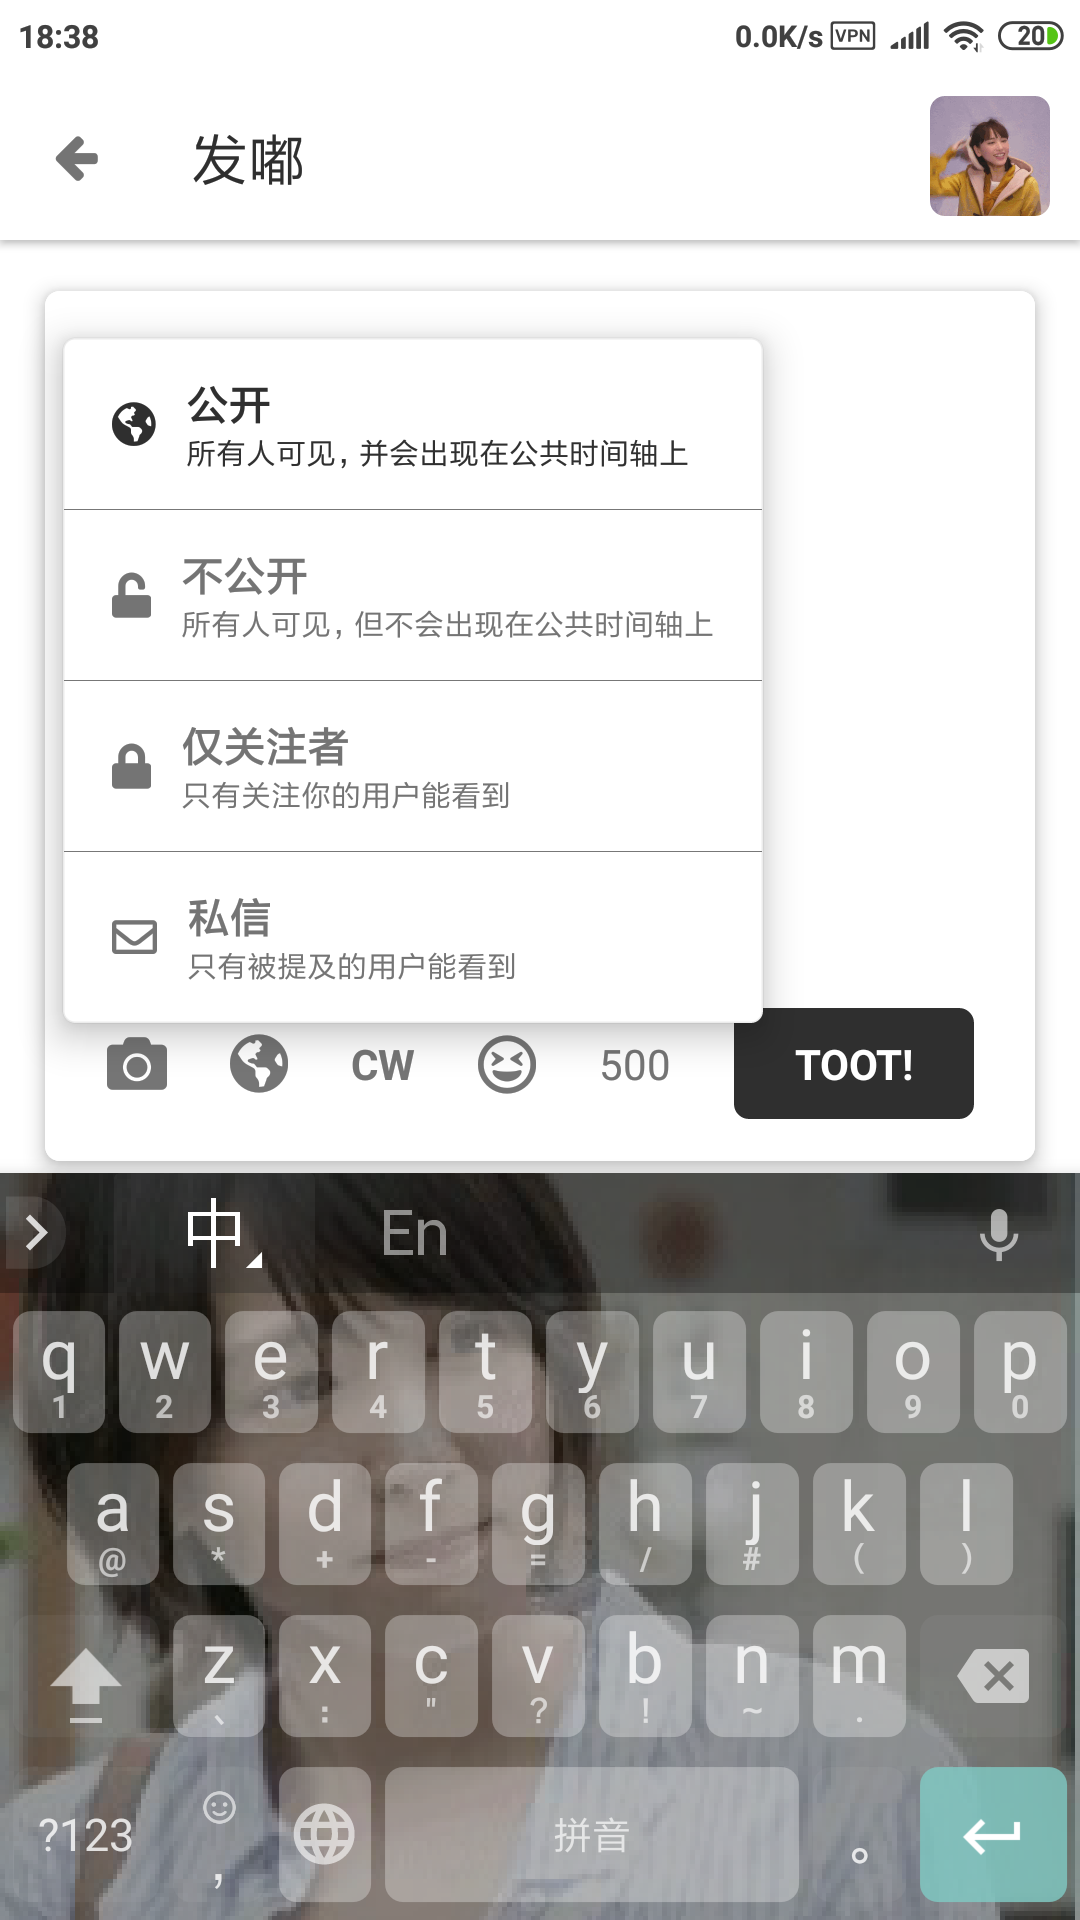 18:38
0.0K/s VPN 20
发嘟
公开
所有人可见,并会出现在公共时间轴上
不公开
所有人可见,但不会出现在公共时间轴上
仅关注者
只有关注你的用户能看到
私信
只有被提及的用户能看到
CW 500 TOOT!
中 En
q w e r t y u i o p
1 2 3 4 5 6 7 8 9 0
a s d f g h j k l
@ * + - = / # ( )
z x c v b n m
、 : " ? ! ~ .
?123 , 拼音 。